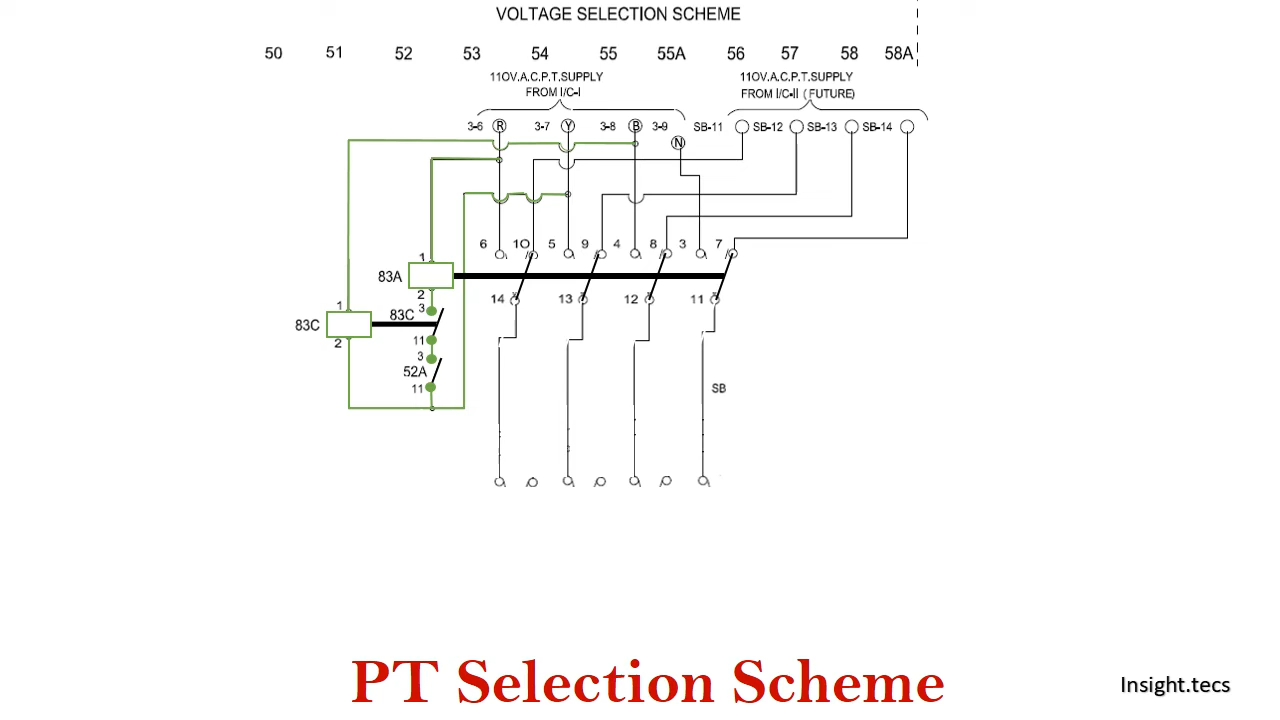 VOLTAGE SELECTION SCHEME
50 51 52 53 54 55 55A 56 57 58 58A
11OV.A.C.P.T.SUPPLY
FROM I/C-I
11OV.A.C.P.T.SUPPLY
FROM I/C-II (FUTURE)
3-6 R 3-7 Y 3-8 B 3-9 SB-11 SB-12 SB-13 SB-14
N
6 1O 5 9 4 8 3 7
1
83A
2
14 13 12 11
1
3
83C
83C
2
11
3
52A
11
SB
PT Selection Scheme
Insight.tecs